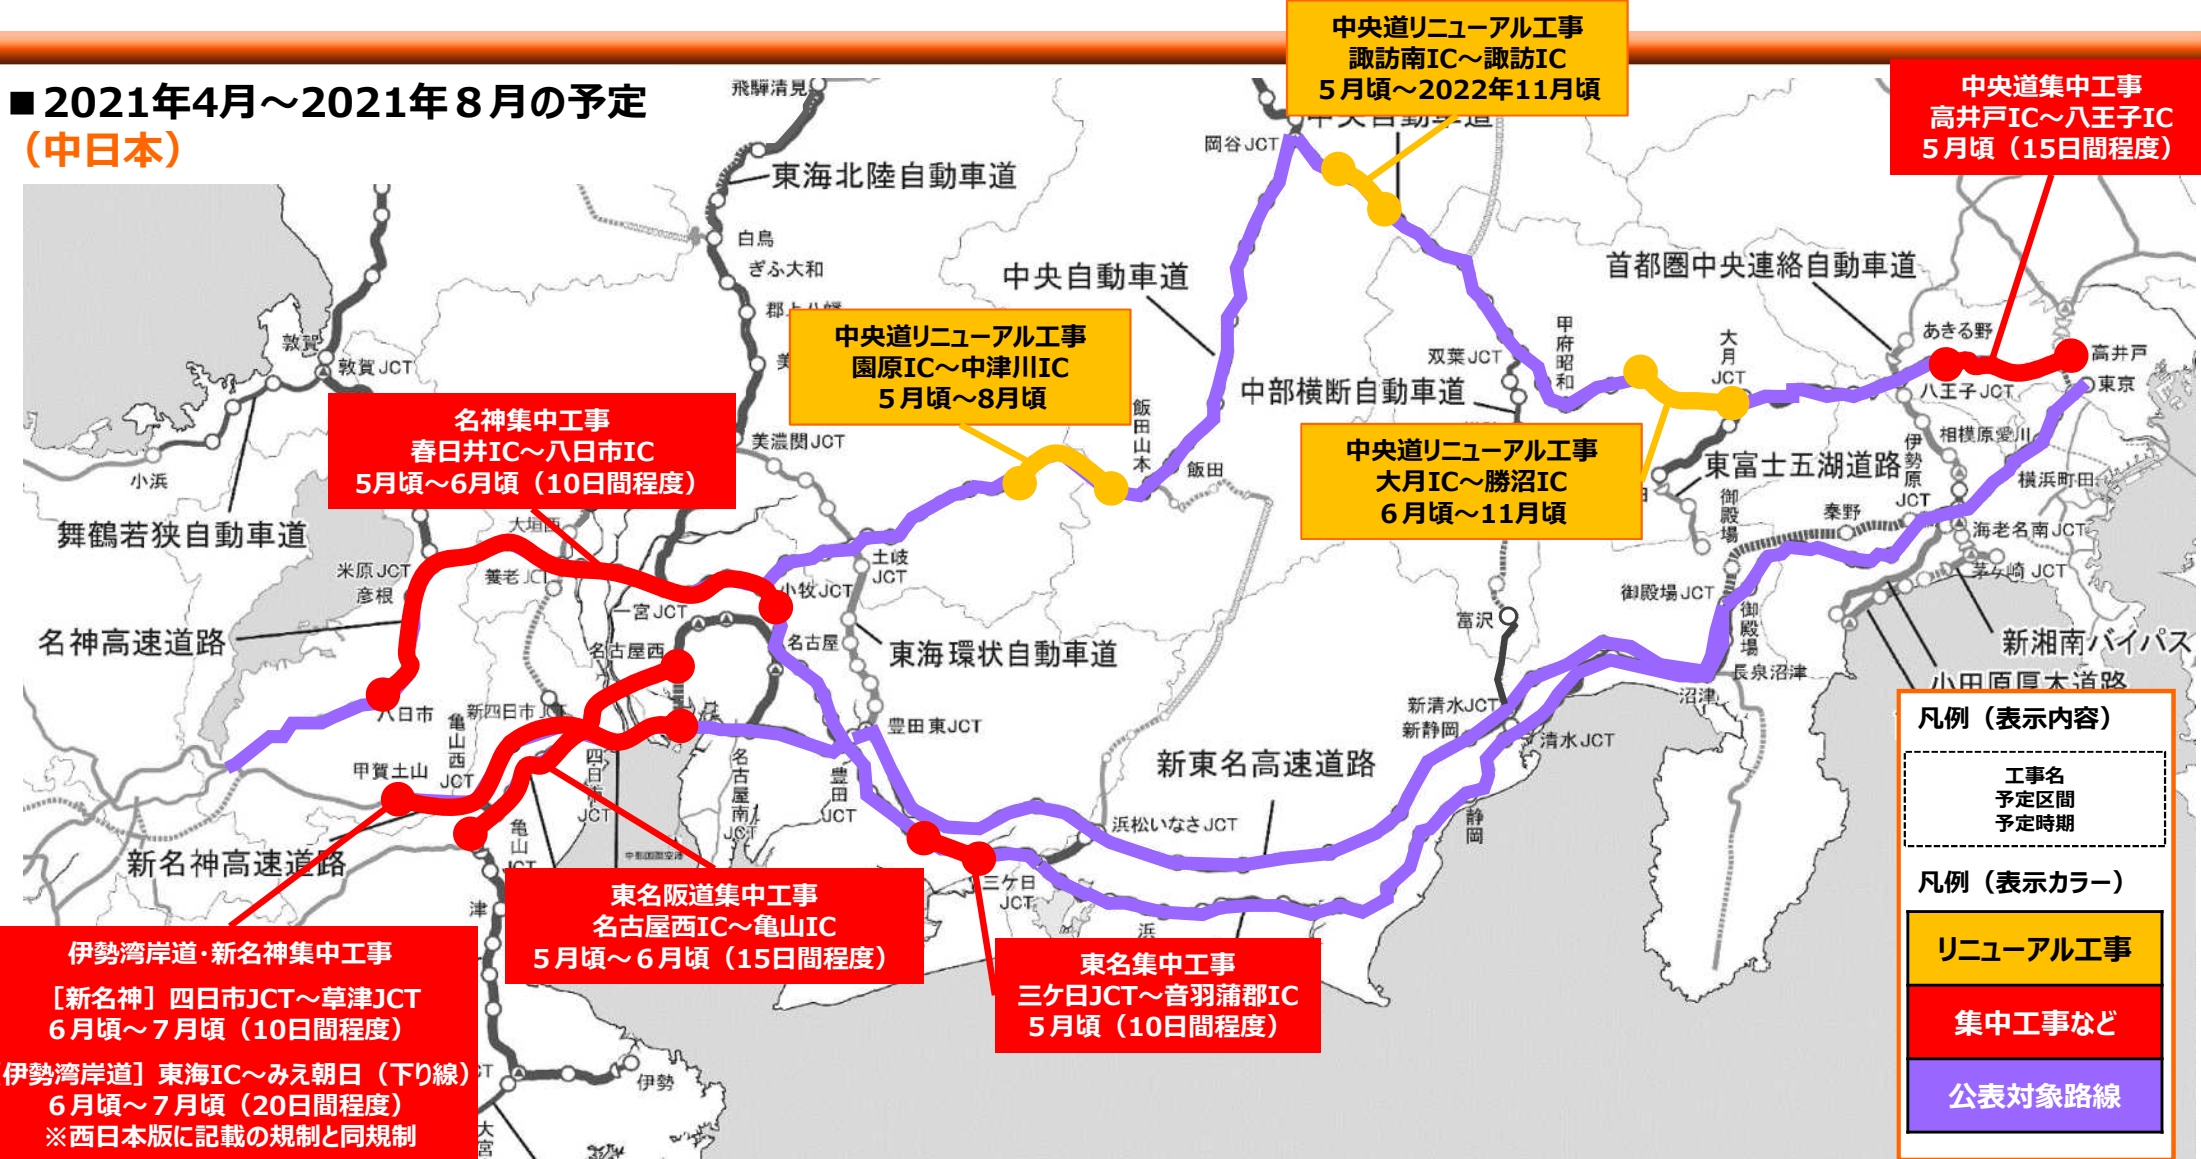 ■2021年4月～2021年８月の予定
（中日本）
中央道リニューアル工事
諏訪南IC～諏訪IC
５月頃～2022年11月頃
中央道集中工事
高井戸IC～八王子IC
５月頃（15日間程度）
飛騨清見
東海北陸自動車道
岡谷JCT
中央自動車道
白鳥
ぎふ大和
中央自動車道
首都圏中央連絡自動車道
中央道リニューアル工事
園原IC～中津川IC
５月頃～8月頃
敦賀
敦賀JCT
双葉JCT
甲府昭和
大月JCT
あきる野
高井戸
東京
八王子JCT
中部横断自動車道
名神集中工事
春日井IC～八日市IC
5月頃～6月頃（10日間程度）
美濃関JCT
飯田山本
飯田
中央道リニューアル工事
大月IC～勝沼IC
６月頃～11月頃
東富士五湖道路
伊勢原JCT
相模原愛川
横浜町田
小浜
舞鶴若狭自動車道
大垣西
御殿場
秦野
海老名南JCT
茅ヶ崎JCT
米原JCT
彦根
養老JCT
土岐JCT
小牧JCT
一宮JCT
御殿場JCT
御殿場
富沢
名神高速道路
名古屋西
名古屋
東海環状自動車道
新湘南バイパス
長泉沼津
小田原厚木道路
沼津
八日市
亀山西JCT
新四日市JCT
豊田東JCT
新清水JCT
新静岡
清水JCT
甲賀土山
四日市JCT
名古屋南JCT
豊田JCT
新東名高速道路
静岡
浜松いなさJCT
亀山JCT
新名神高速道路
中部国際空港
三ケ日JCT
津
浜
東名阪道集中工事
名古屋西IC～亀山IC
５月頃～６月頃（15日間程度）
東名集中工事
三ケ日JCT～音羽蒲郡IC
５月頃（10日間程度）
伊勢湾岸道･新名神集中工事
［新名神］四日市JCT～草津JCT
６月頃～７月頃（10日間程度）
伊勢湾岸道］東海IC～みえ朝日（下り線）
６月頃～７月頃（20日間程度）
※西日本版に記載の規制と同規制
伊勢
大宮
凡例（表示内容）
工事名
予定区間
予定時期
凡例（表示カラー）
リニューアル工事
集中工事など
公表対象路線